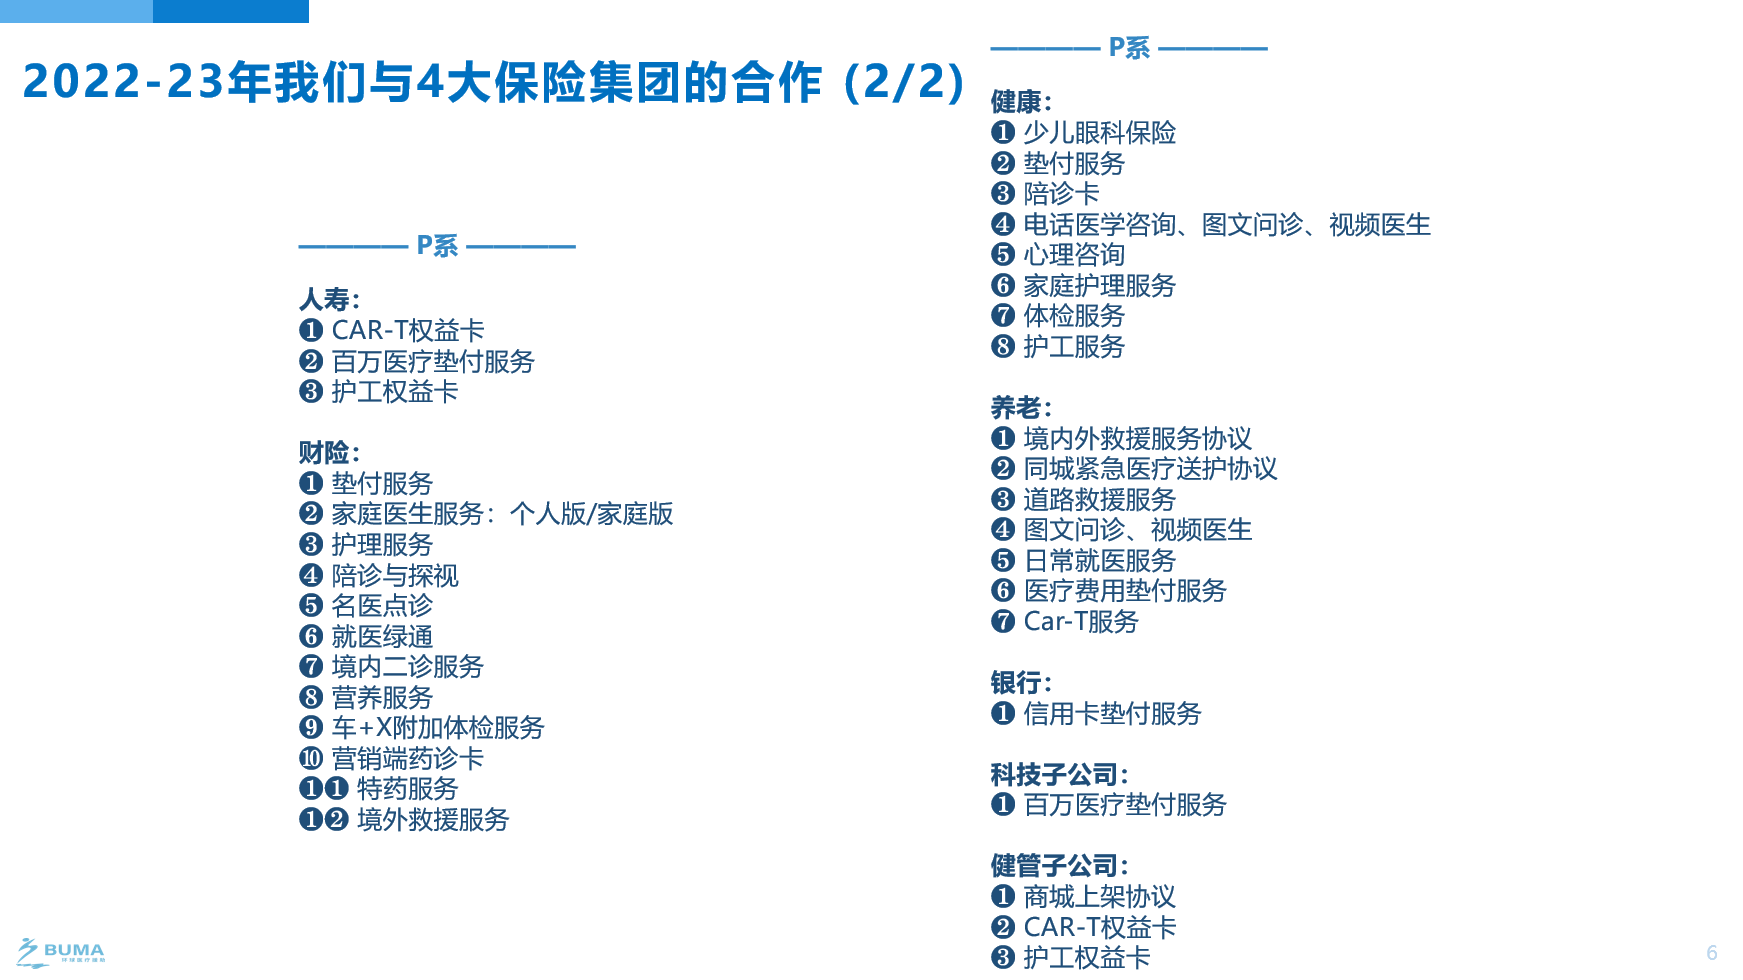 2022-23年我们与4大保险集团的合作 (2/2)
———— P系 ————
人寿：
❶ CAR-T权益卡
❷ 百万医疗垫付服务
❸ 护工权益卡
财险：
❶ 垫付服务
❷ 家庭医生服务：个人版/家庭版
❸ 护理服务
❹ 陪诊与探视
❺ 名医点诊
❻ 就医绿通
❼ 境内二诊服务
❽ 营养服务
❾ 车+X附加体检服务
❿ 营销端药诊卡
❶❶ 特药服务
❶❷ 境外救援服务
———— P系 ————
健康：
❶ 少儿眼科保险
❷ 垫付服务
❸ 陪诊卡
❹ 电话医学咨询、图文问诊、视频医生
❺ 心理咨询
❻ 家庭护理服务
❼ 体检服务
❽ 护工服务
养老：
❶ 境内外救援服务协议
❷ 同城紧急医疗送护协议
❸ 道路救援服务
❹ 图文问诊、视频医生
❺ 日常就医服务
❻ 医疗费用垫付服务
❼ Car-T服务
银行：
❶ 信用卡垫付服务
科技子公司：
❶ 百万医疗垫付服务
健管子公司：
❶ 商城上架协议
❷ CAR-T权益卡
❸ 护工权益卡
BUMA
6